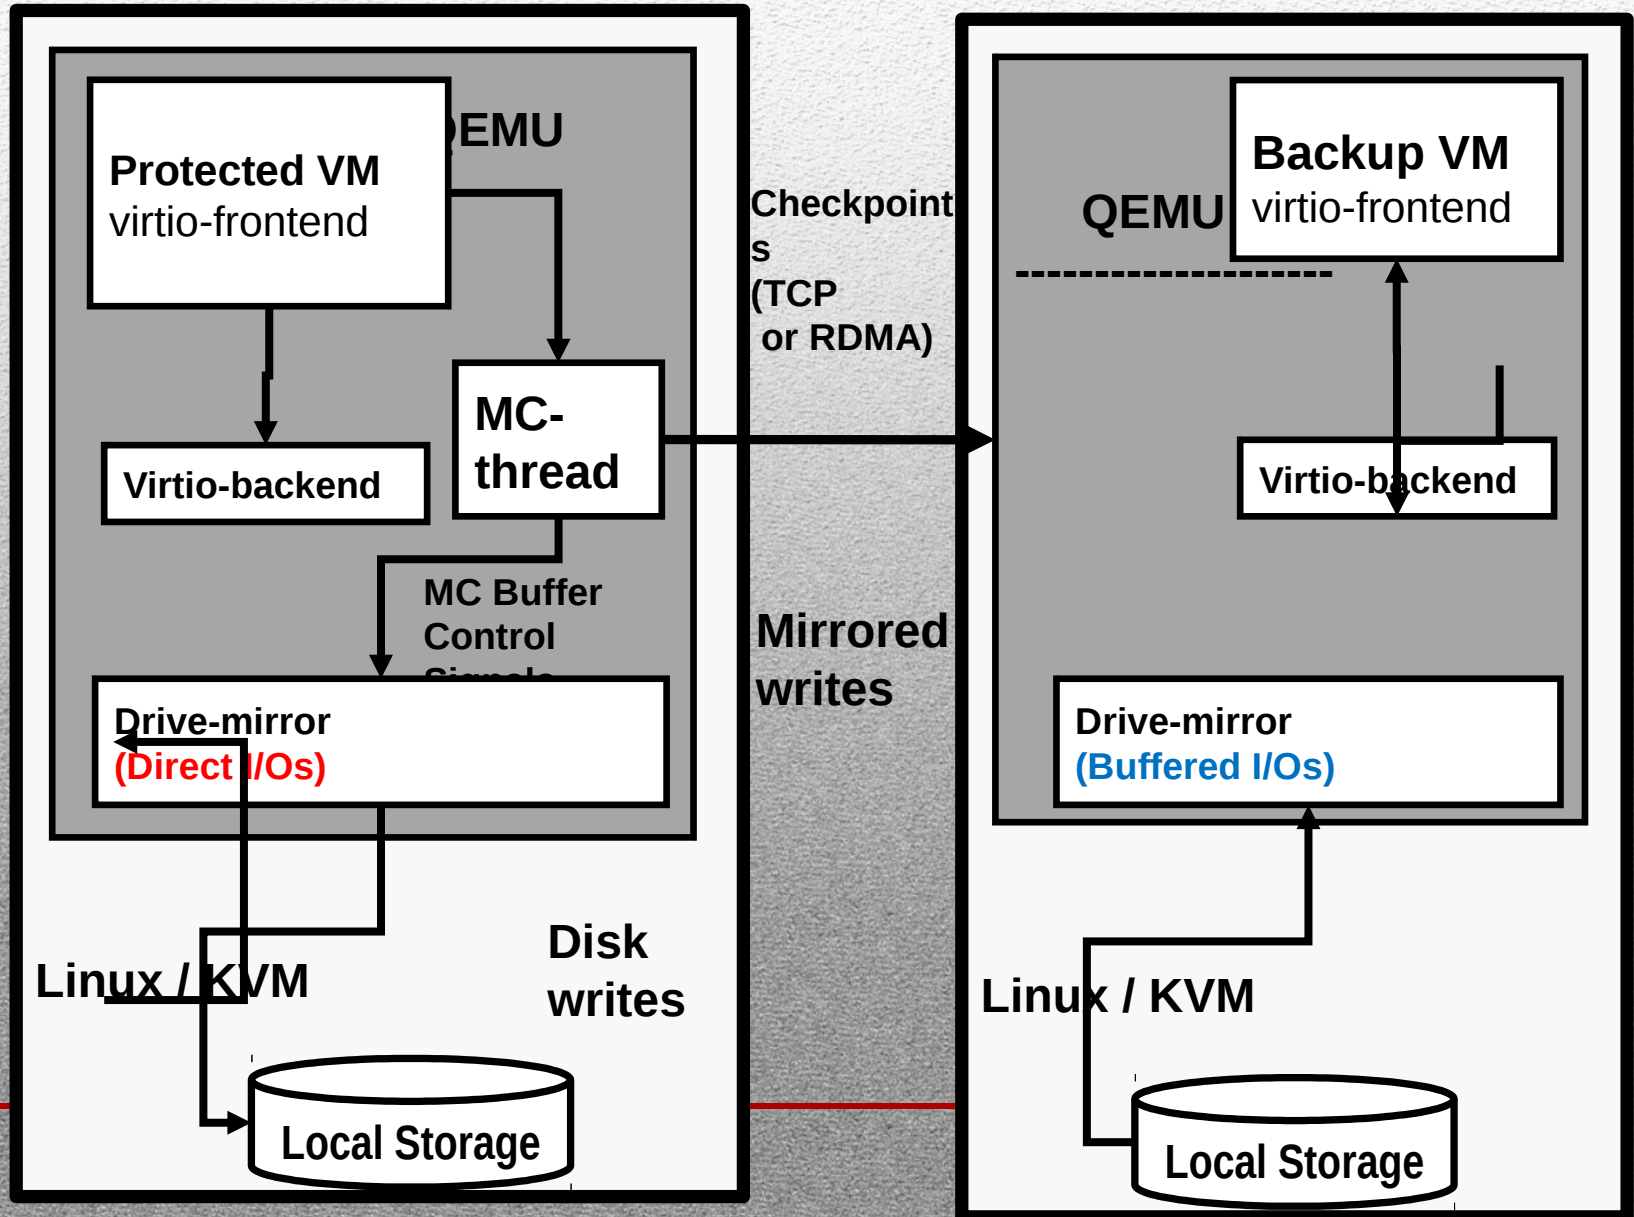 QEMU
Protected VM
virtio-frontend
MC-
thread
Virtio-backend
MC Buffer
Control
Signals
Drive-mirror
(Direct I/Os)
Disk
writes
Linux / KVM
Local Storage
Checkpoint
s
(TCP
or RDMA)
Mirrored
writes
Backup VM
virtio-frontend
QEMU
--------------------
Virtio-backend
Drive-mirror
(Buffered I/Os)
Linux / KVM
Local Storage